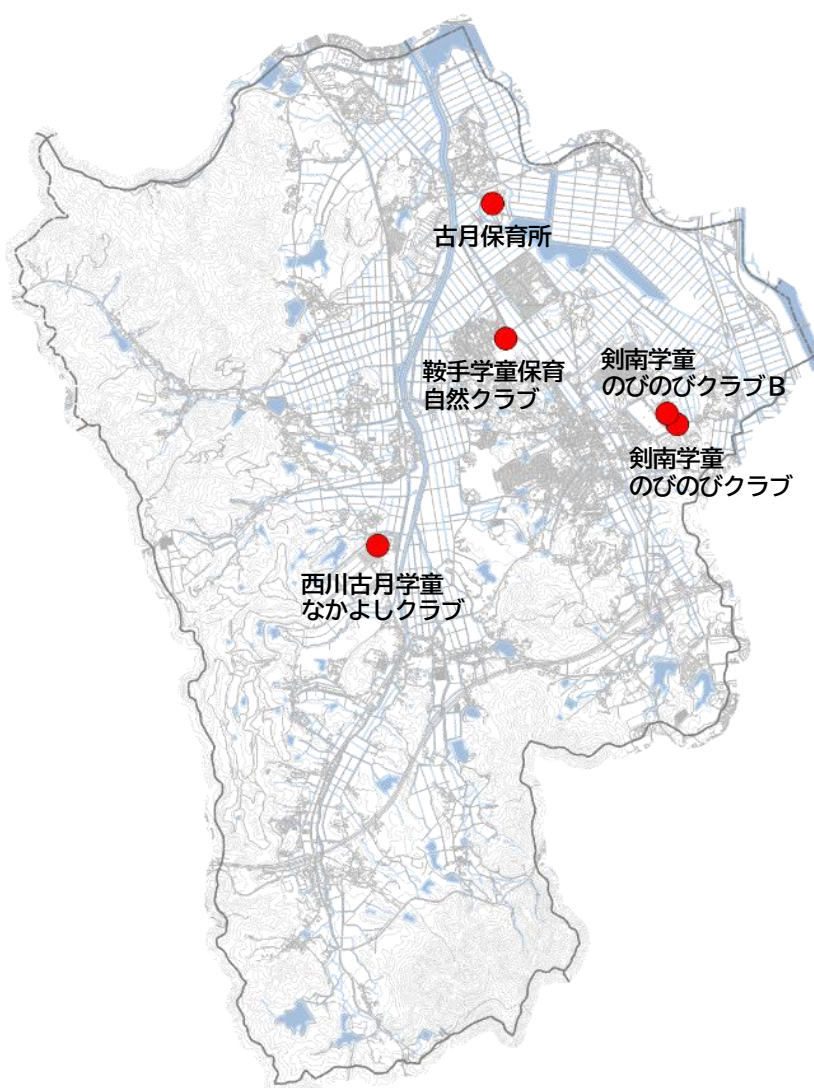 古月保育所
鞍手学童保育
自然クラブ
剣南学童
のびのびクラブB
剣南学童
のびのびクラブ
西川古月学童
なかよしクラブ